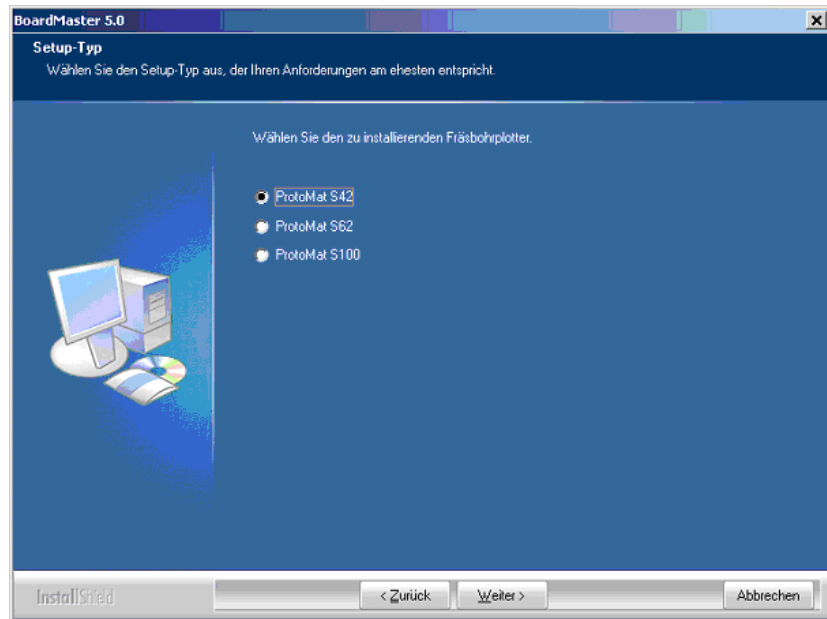 BoardMaster 5.0
Setup-Typ
Wählen Sie den Setup-Typ aus, der Ihren Anforderungen am ehesten entspricht.
Wählen Sie den zu installierenden Fräsbohrplotter.
ProtoMat S42
ProtoMat S62
ProtoMat S100
InstallShield
< Zurück
Weiter >
Abbrechen